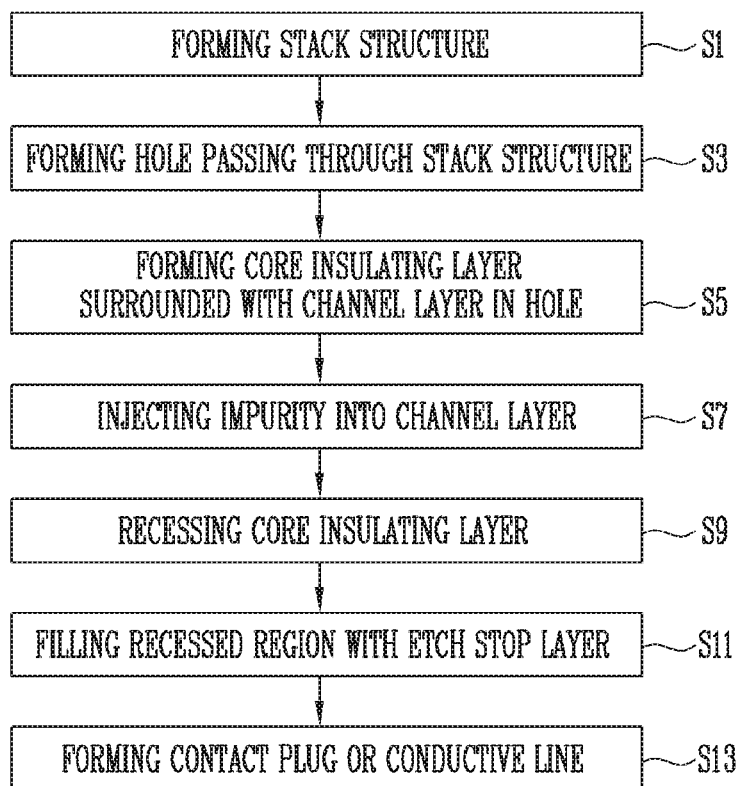 FORMING STACK STRUCTURE S1
FORMING HOLE PASSING THROUGH STACK STRUCTURE S3
FORMING CORE INSULATING LAYER
SURROUNDED WITH CHANNEL LAYER IN HOLE S5
INJECTING IMPURITY INTO CHANNEL LAYER S7
RECESSING CORE INSULATING LAYER S9
FILLING RECESSED REGION WITH ETCH STOP LAYER S11
FORMING CONTACT PLUG OR CONDUCTIVE LINE S13